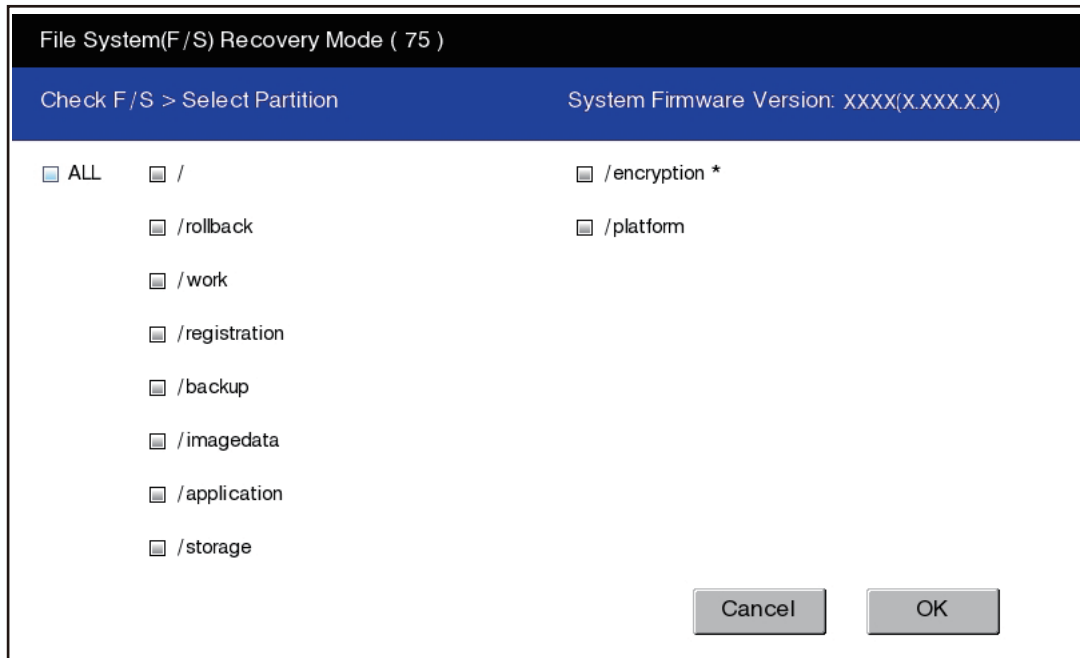 File System(F/S) Recovery Mode ( 75 )
Check F/S > Select Partition
System Firmware Version: XXXX(X.XXX.X.X)
ALL
/
/encryption *
/rollback
/platform
/work
/registration
/backup
/imagedata
/application
/storage
Cancel
OK